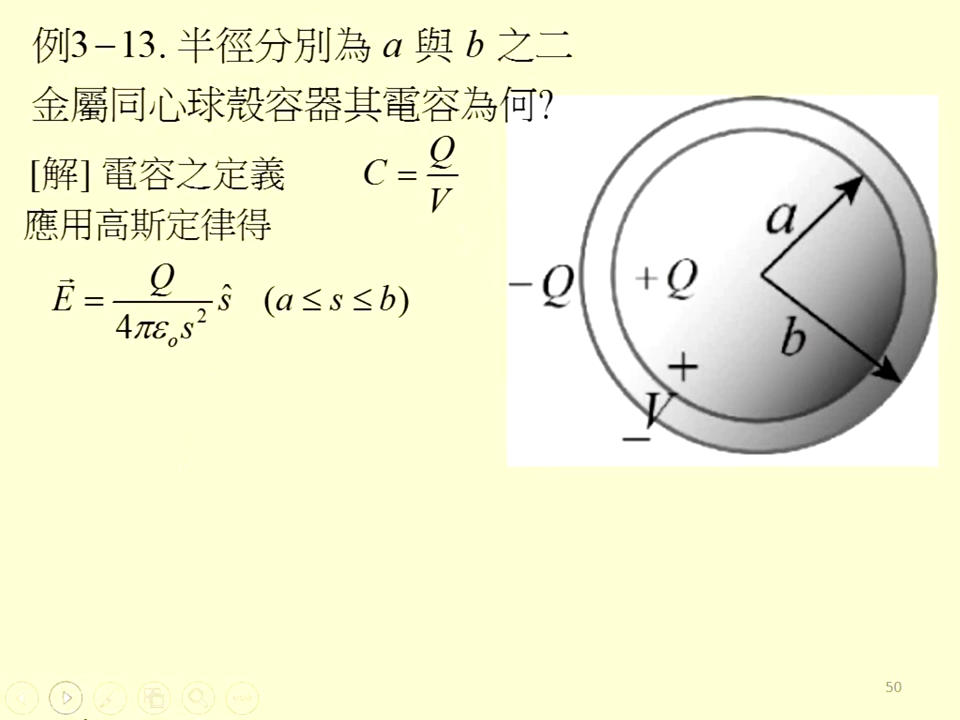 例3−13. 半徑分別為 a 與 b 之二
金屬同心球殼容器其電容為何?
[解] 電容之定義 C = Q/V
應用高斯定律得
E⃗ = Q/(4πε₀s²) ŝ (a ≤ s ≤ b)
a
−Q +Q
b
+
V
−
50